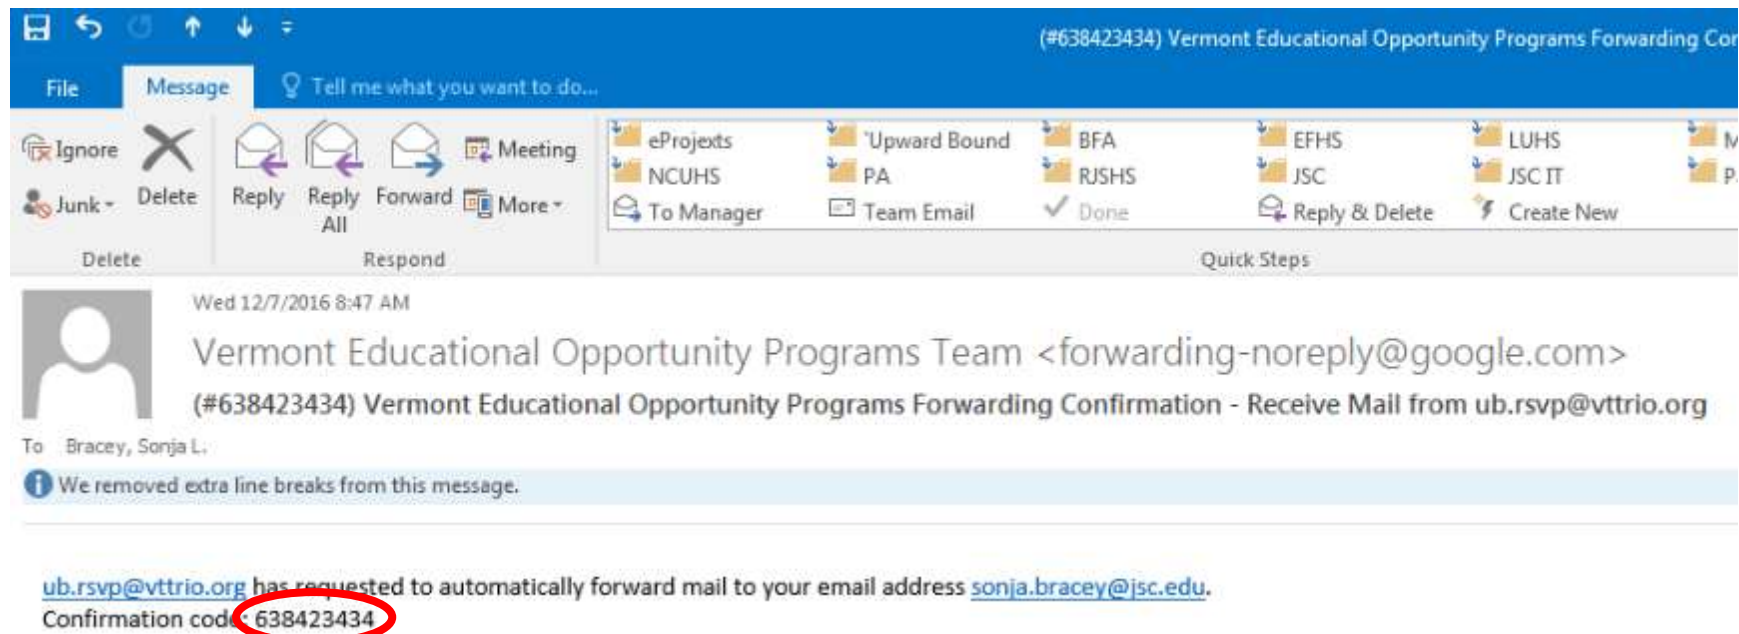 (#638423434) Vermont Educational Opportunity Programs Forwarding Con
File Message Tell me what you want to do...
Ignore
Junk
Delete
Reply
Reply All
Forward
Meeting
More
eProjexts 'Upward Bound BFA EFHS LUHS M
NCUHS PA RJSHS JSC JSC IT P
To Manager Team Email Done Reply & Delete Create New
Delete Respond Quick Steps
Wed 12/7/2016 8:47 AM
Vermont Educational Opportunity Programs Team <forwarding-noreply@google.com>
(#638423434) Vermont Educational Opportunity Programs Forwarding Confirmation - Receive Mail from ub.rsvp@vttrio.org
To Bracey, Sonja L.
We removed extra line breaks from this message.
ub.rsvp@vttrio.org has requested to automatically forward mail to your email address sonja.bracey@jsc.edu.
Confirmation code: 638423434